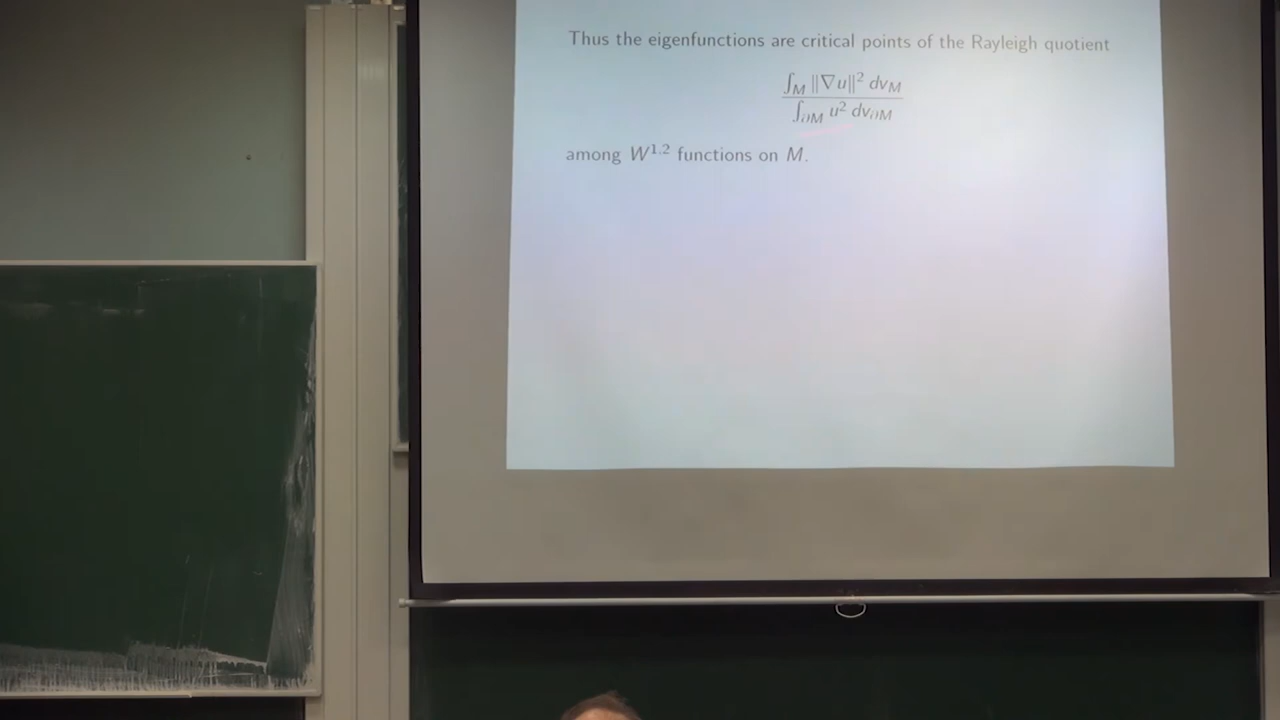 Thus the eigenfunctions are critical points of the Rayleigh quotient
∫_M ‖∇u‖² dv_M
∫_∂M u² dv_∂M
among W^{1,2} functions on M.